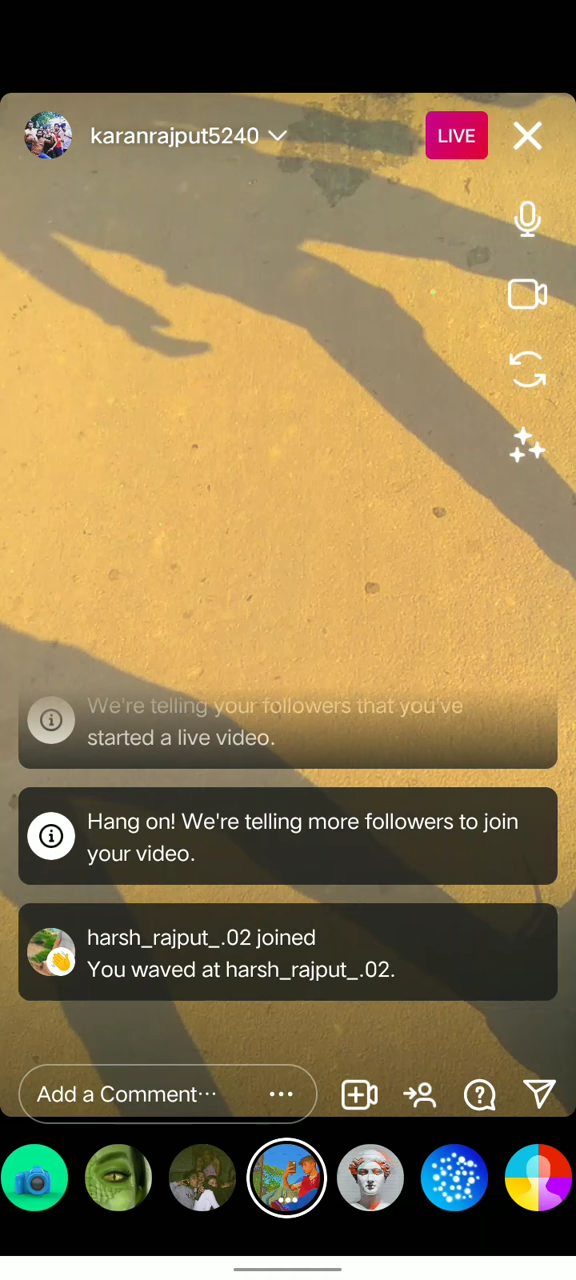 karanrajput5240
LIVE
We're telling your followers that you've
started a live video.
Hang on! We're telling more followers to join
your video.
harsh_rajput_.02 joined
You waved at harsh_rajput_.02.
Add a Comment···